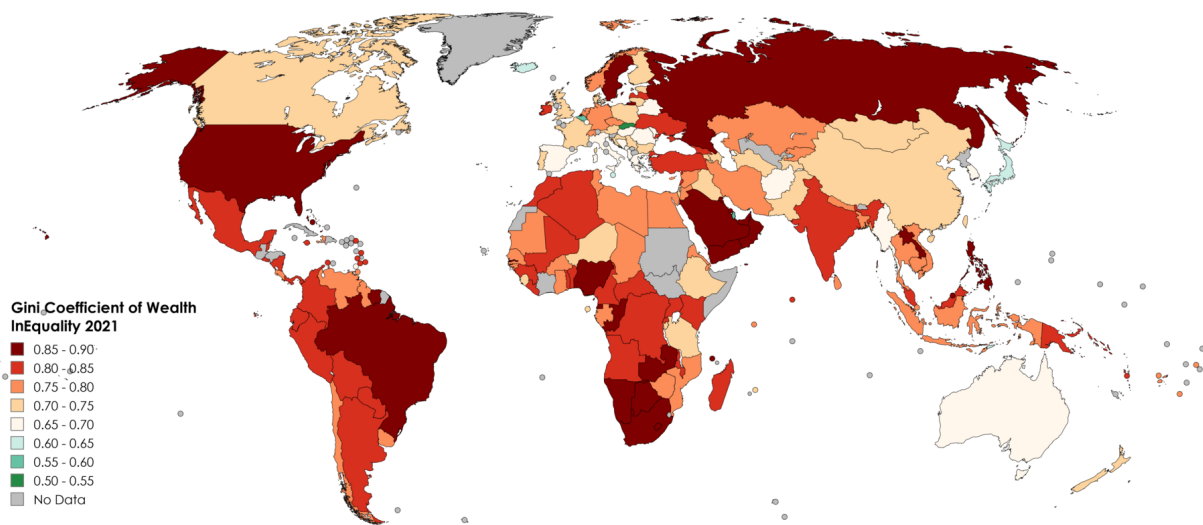 Gini Coefficient of Wealth
InEquality 2021
0.85 - 0.90
0.80 - 0.85
0.75 - 0.80
0.70 - 0.75
0.65 - 0.70
0.60 - 0.65
0.55 - 0.60
0.50 - 0.55
No Data